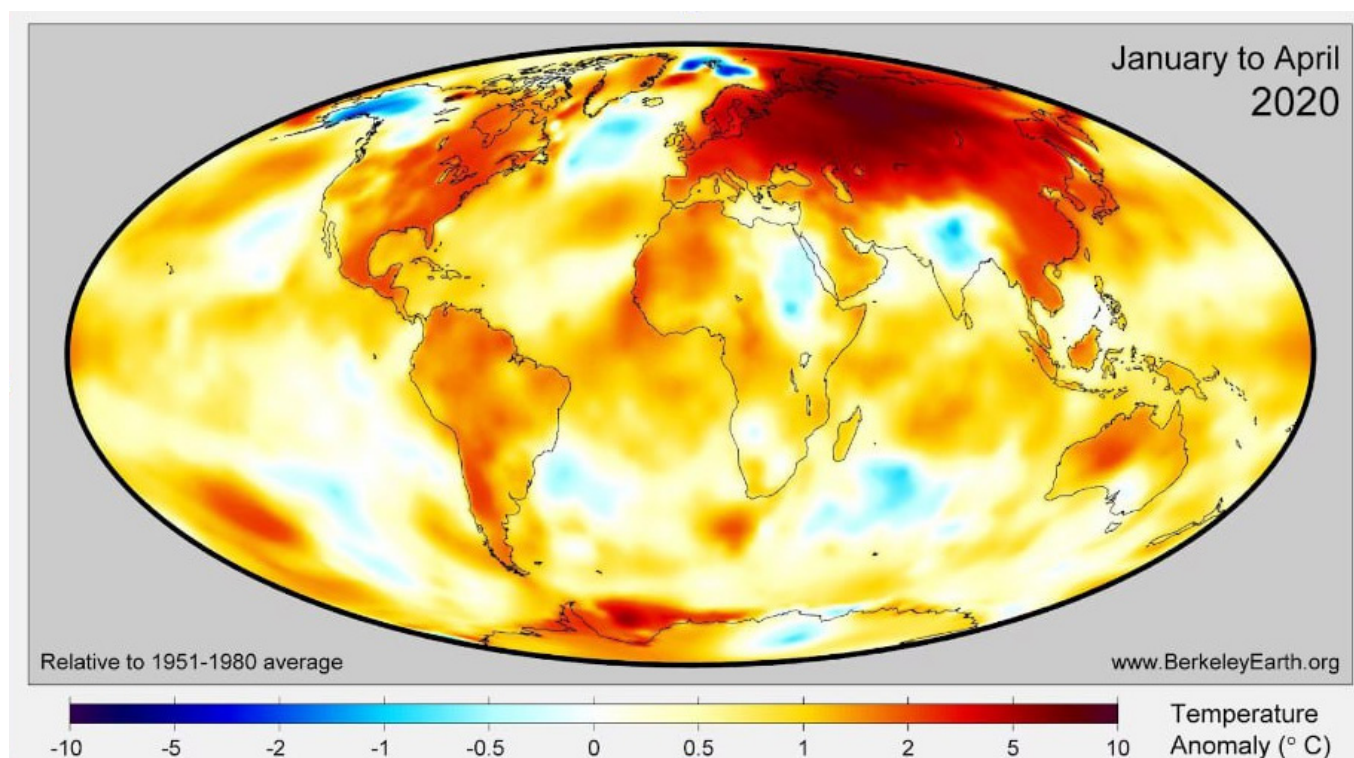 January to April
2020
Relative to 1951-1980 average
www.BerkeleyEarth.org
-10 -5 -2 -1 -0.5 0 0.5 1 2 5 10
Temperature
Anomaly (° C)